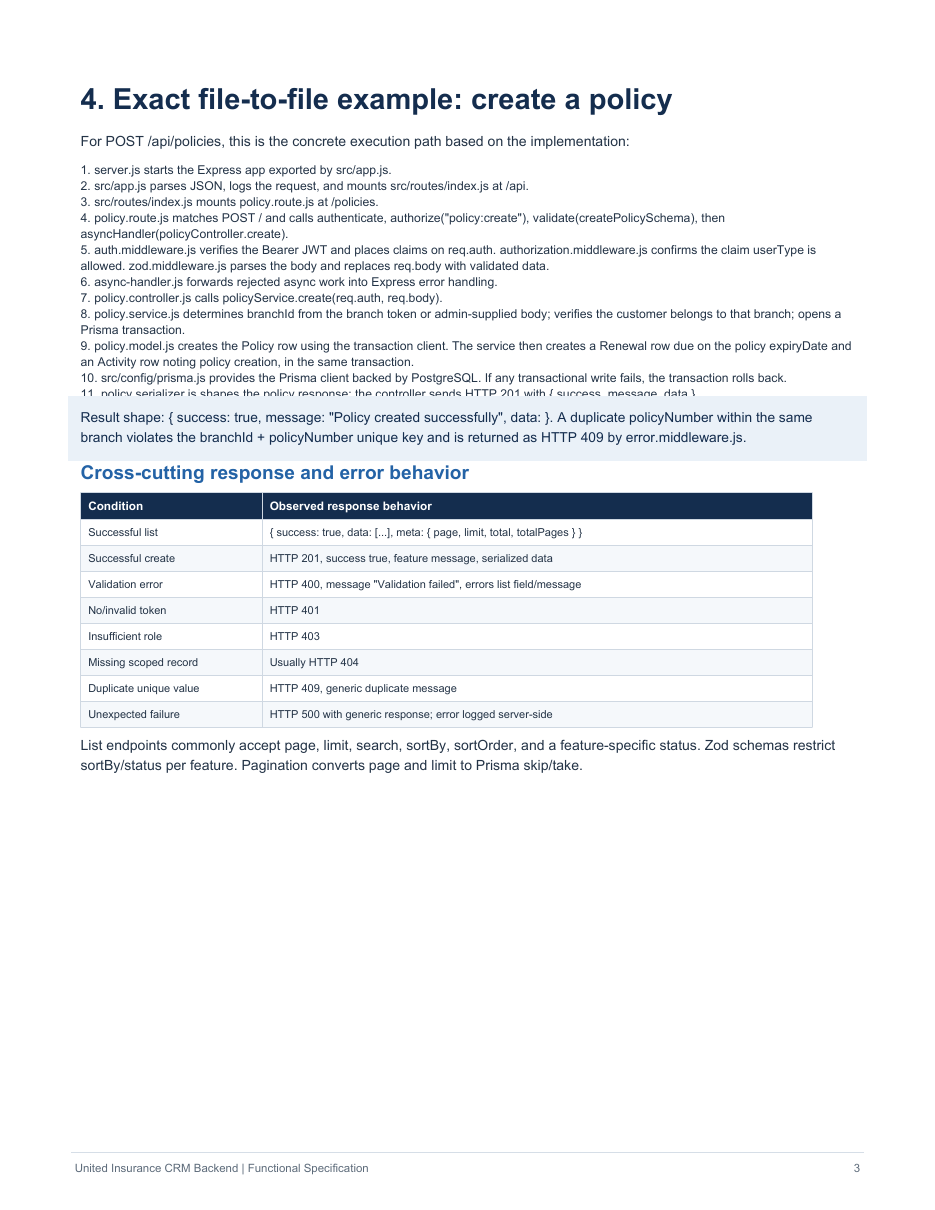 4. Exact file-to-file example: create a policy
For POST /api/policies, this is the concrete execution path based on the implementation:
1. server.js starts the Express app exported by src/app.js.
2. src/app.js parses JSON, logs the request, and mounts src/routes/index.js at /api.
3. src/routes/index.js mounts policy.route.js at /policies.
4. policy.route.js matches POST / and calls authenticate, authorize("policy:create"), validate(createPolicySchema), then
asyncHandler(policyController.create).
5. auth.middleware.js verifies the Bearer JWT and places claims on req.auth. authorization.middleware.js confirms the claim userType is
allowed. zod.middleware.js parses the body and replaces req.body with validated data.
6. async-handler.js forwards rejected async work into Express error handling.
7. policy.controller.js calls policyService.create(req.auth, req.body).
8. policy.service.js determines branchId from the branch token or admin-supplied body; verifies the customer belongs to that branch; opens a
Prisma transaction.
9. policy.model.js creates the Policy row using the transaction client. The service then creates a Renewal row due on the policy expiryDate and
an Activity row noting policy creation, in the same transaction.
10. src/config/prisma.js provides the Prisma client backed by PostgreSQL. If any transactional write fails, the transaction rolls back.
11. policy.serializer.js shapes the policy response; the controller sends HTTP 201 with { success, message, data }.
Result shape: { success: true, message: "Policy created successfully", data: }. A duplicate policyNumber within the same
branch violates the branchId + policyNumber unique key and is returned as HTTP 409 by error.middleware.js.
Cross-cutting response and error behavior
Condition Observed response behavior
Successful list { success: true, data: [...], meta: { page, limit, total, totalPages } }
Successful create HTTP 201, success true, feature message, serialized data
Validation error HTTP 400, message "Validation failed", errors list field/message
No/invalid token HTTP 401
Insufficient role HTTP 403
Missing scoped record Usually HTTP 404
Duplicate unique value HTTP 409, generic duplicate message
Unexpected failure HTTP 500 with generic response; error logged server-side
List endpoints commonly accept page, limit, search, sortBy, sortOrder, and a feature-specific status. Zod schemas restrict
sortBy/status per feature. Pagination converts page and limit to Prisma skip/take.
United Insurance CRM Backend | Functional Specification 3